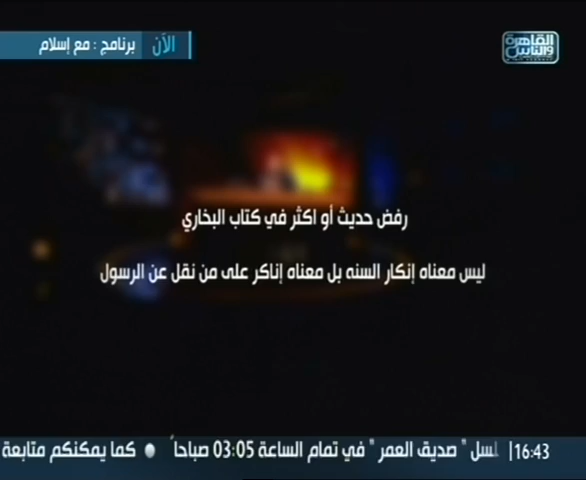 القاهرة
والناس
الآن
برنامج : مع إسلام
رفض حديث أو اكثر في كتاب البخاري
ليس معناه إنكار السنه بل معناه إناكر على من نقل عن الرسول
16:43 | لسل " صديق العمر " في تمام الساعة 03:05 صباحاً ● كما يمكنكم متابعة